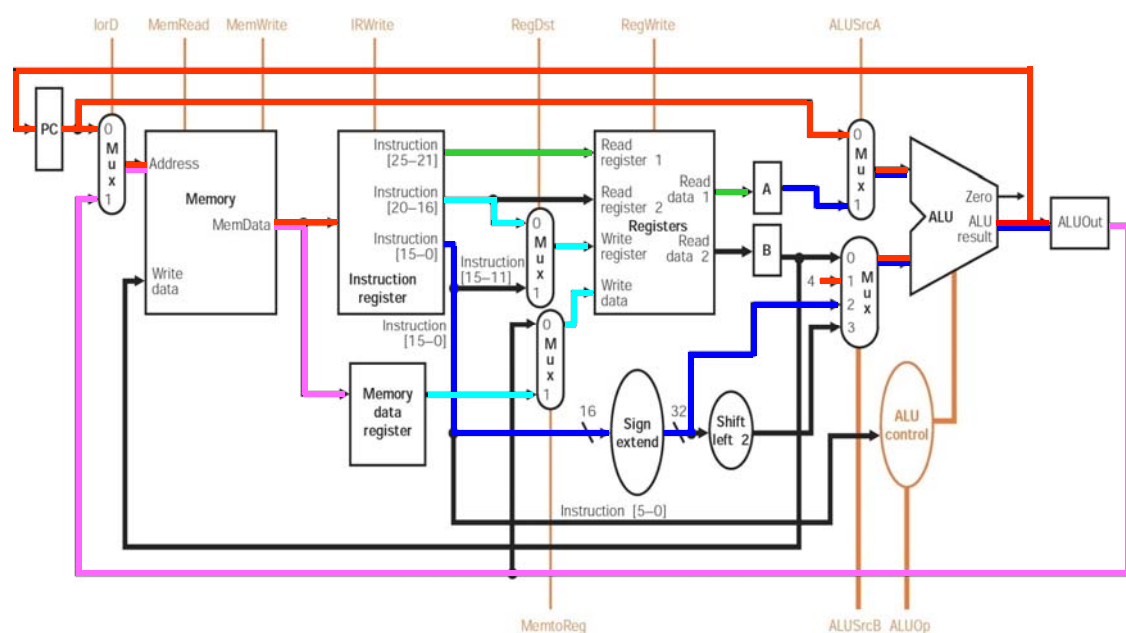 IorD
MemRead
MemWrite
IRWrite
RegDst
RegWrite
ALUSrcA
PC
0
M
u
x
1
Address
Memory
MemData
Write
data
Instruction
[25–21]
Instruction
[20–16]
Instruction
[15–0]
Instruction
register
Instruction
[15–11]
Instruction
[15–0]
Memory
data
register
0
M
u
x
1
0
M
u
x
1
Read
register 1
Read
register 2
Registers
Write
register
Write
data
Read
data 1
Read
data 2
16
Sign
extend
32
Shift
left 2
Instruction [5–0]
A
B
4
0
M
u
x
1
0
1
2
3
M
u
x
Zero
ALU
ALU
result
ALUOut
ALU
control
MemtoReg
ALUSrcB
ALUOp